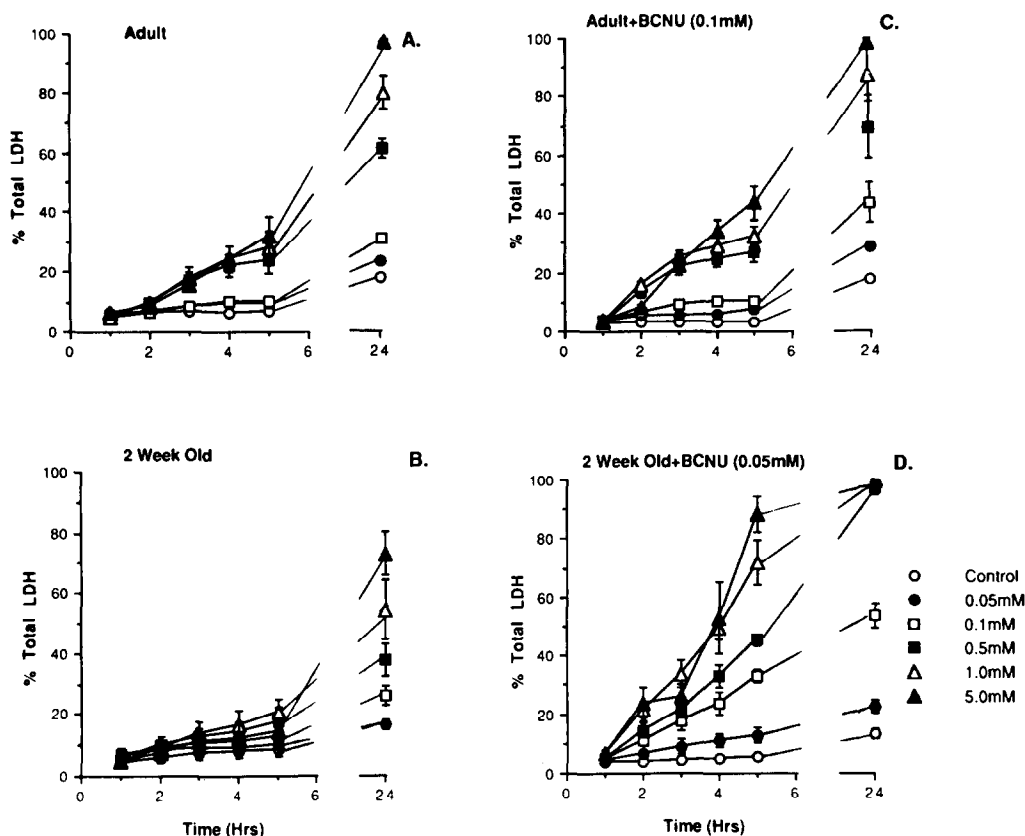 Adult
A.
% Total LDH
100
80
60
40
20
0
0
2
4
6
24
Adult+BCNU (0.1mM)
C.
% Total LDH
100
80
60
40
20
0
0
2
4
6
24
2 Week Old
B.
% Total LDH
100
80
60
40
20
0
0
2
4
6
24
Time (Hrs)
2 Week Old+BCNU (0.05mM)
D.
% Total LDH
100
80
60
40
20
0
0
2
4
6
24
Time (Hrs)
Control
0.05mM
0.1mM
0.5mM
1.0mM
5.0mM